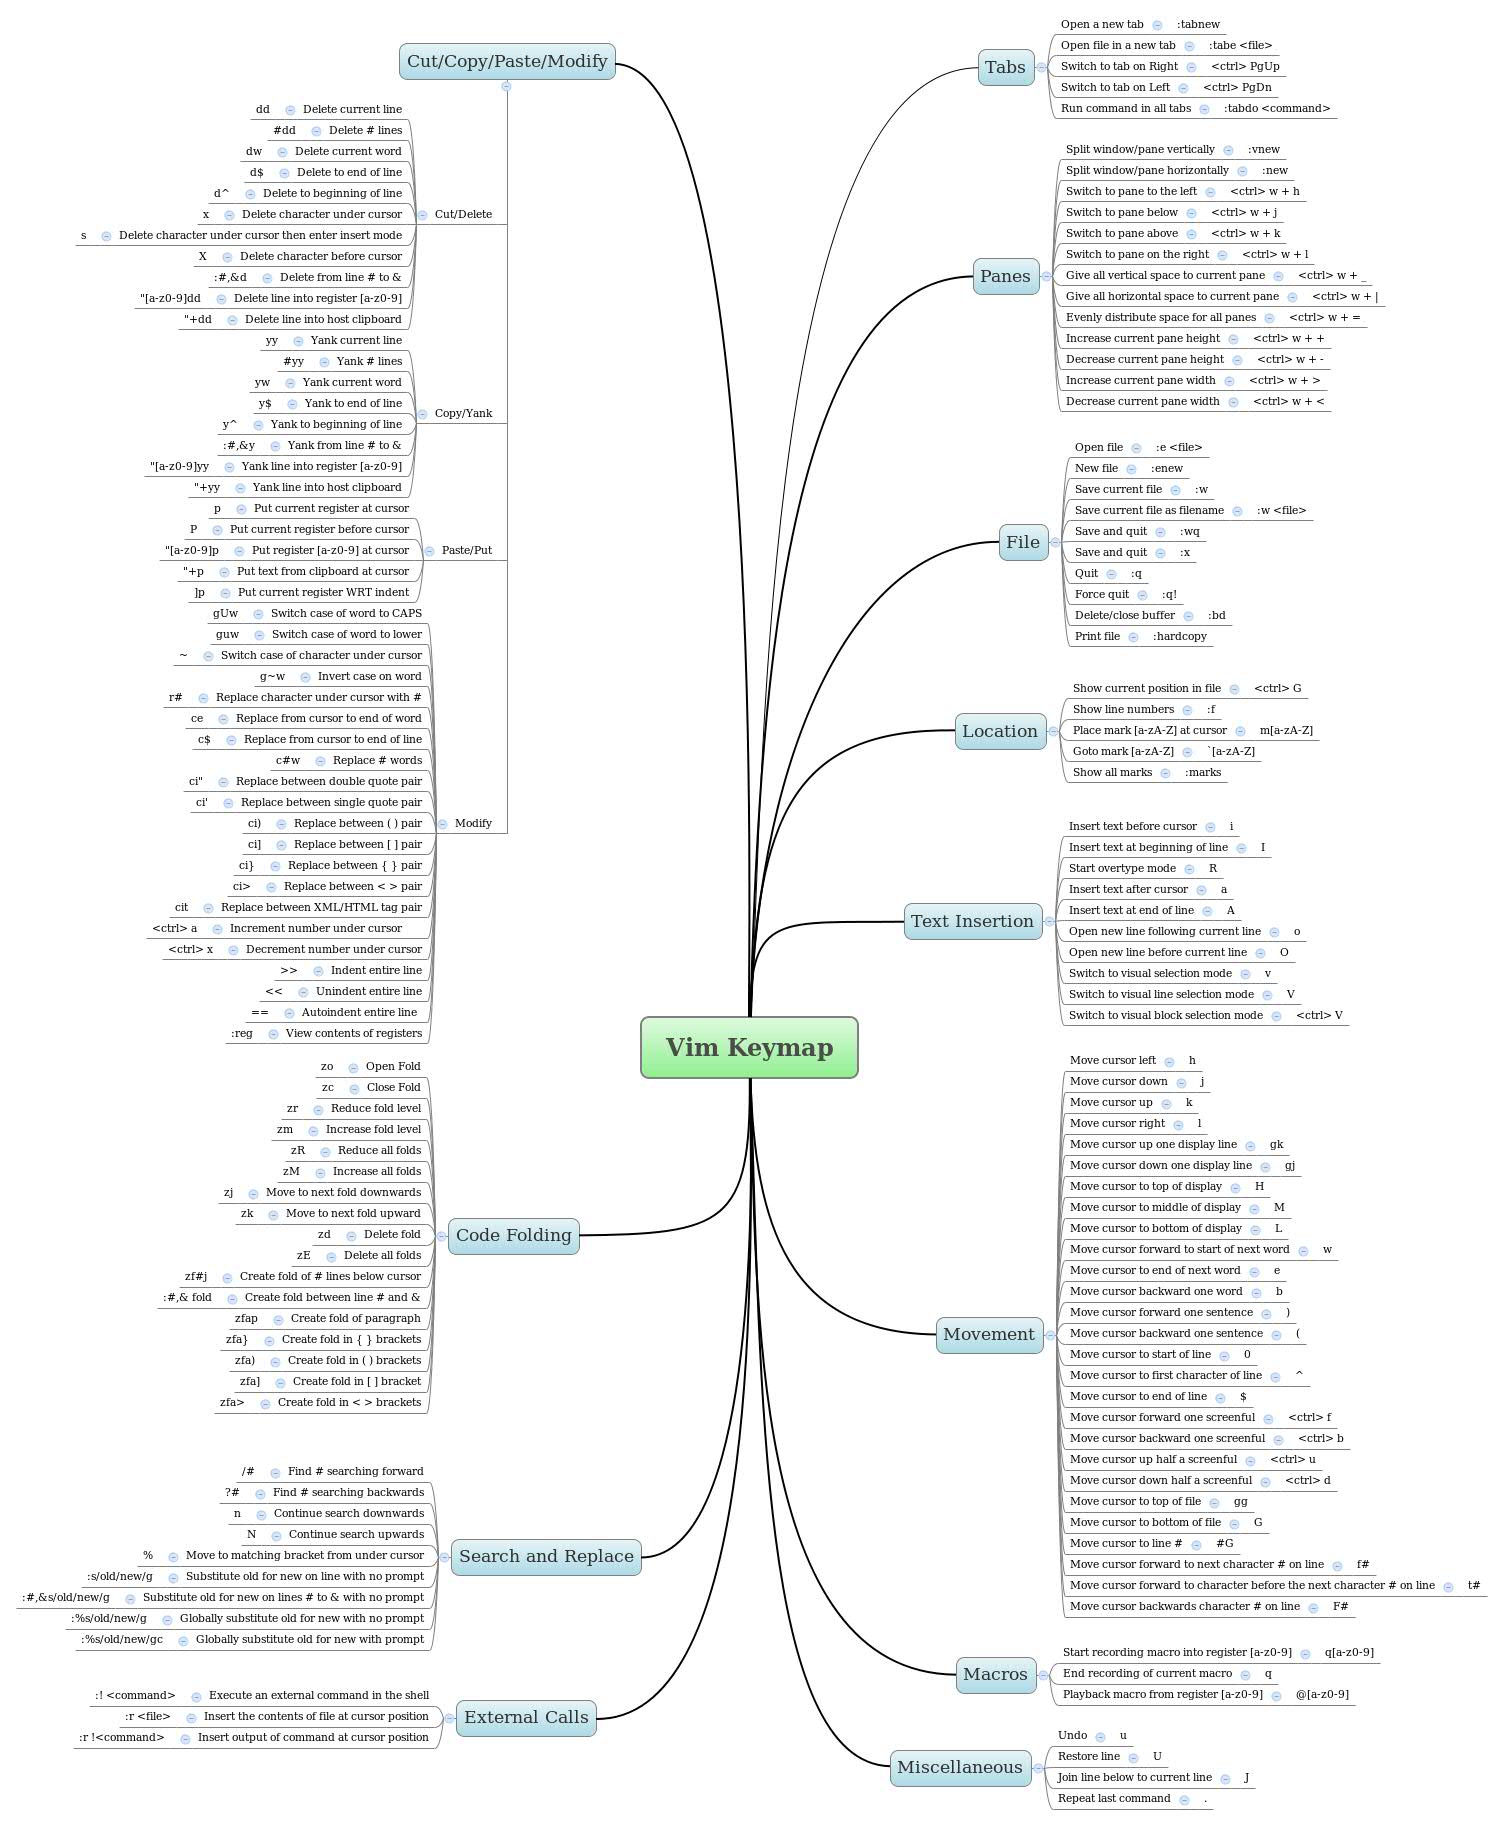 Cut/Copy/Paste/Modify
dd Delete current line
#dd Delete # lines
dw Delete current word
d$ Delete to end of line
d^ Delete to beginning of line
x Delete character under cursor
Cut/Delete
s Delete character under cursor then enter insert mode
X Delete character before cursor
:#,&d Delete from line # to &
"[a-z0-9]dd Delete line into register [a-z0-9]
"+dd Delete line into host clipboard
yy Yank current line
#yy Yank # lines
yw Yank current word
y$ Yank to end of line
Copy/Yank
y^ Yank to beginning of line
:#,&y Yank from line # to &
"[a-z0-9]yy Yank line into register [a-z0-9]
"+yy Yank line into host clipboard
p Put current register at cursor
P Put current register before cursor
"[a-z0-9]p Put register [a-z0-9] at cursor
Paste/Put
"+p Put text from clipboard at cursor
]p Put current register WRT indent
gUw Switch case of word to CAPS
guw Switch case of word to lower
~ Switch case of character under cursor
g~w Invert case on word
r# Replace character under cursor with #
ce Replace from cursor to end of word
c$ Replace from cursor to end of line
c#w Replace # words
ci" Replace between double quote pair
ci' Replace between single quote pair
ci) Replace between ( ) pair
Modify
ci] Replace between [ ] pair
ci} Replace between { } pair
ci> Replace between < > pair
cit Replace between XML/HTML tag pair
<ctrl> a Increment number under cursor
<ctrl> x Decrement number under cursor
>> Indent entire line
<< Unindent entire line
== Autoindent entire line
:reg View contents of registers
Vim Keymap
zo Open Fold
zc Close Fold
zr Reduce fold level
zm Increase fold level
zR Reduce all folds
zM Increase all folds
zj Move to next fold downwards
zk Move to next fold upward
zd Delete fold
Code Folding
zE Delete all folds
zf#j Create fold of # lines below cursor
:#,& fold Create fold between line # and &
zfap Create fold of paragraph
zfa} Create fold in { } brackets
zfa) Create fold in ( ) brackets
zfa] Create fold in [ ] bracket
zfa> Create fold in < > brackets
/# Find # searching forward
?# Find # searching backwards
n Continue search downwards
N Continue search upwards
% Move to matching bracket from under cursor
Search and Replace
:s/old/new/g Substitute old for new on line with no prompt
:#,&s/old/new/g Substitute old for new on lines # to & with no prompt
:%s/old/new/g Globally substitute old for new with no prompt
:%s/old/new/gc Globally substitute old for new with prompt
:! <command> Execute an external command in the shell
:r <file> Insert the contents of file at cursor position
External Calls
:r !<command> Insert output of command at cursor position
Open a new tab :tabnew
Open file in a new tab :tabe <file>
Tabs
Switch to tab on Right <ctrl> PgUp
Switch to tab on Left <ctrl> PgDn
Run command in all tabs :tabdo <command>
Split window/pane vertically :vnew
Split window/pane horizontally :new
Switch to pane to the left <ctrl> w + h
Switch to pane below <ctrl> w + j
Switch to pane above <ctrl> w + k
Switch to pane on the right <ctrl> w + l
Panes
Give all vertical space to current pane <ctrl> w + _
Give all horizontal space to current pane <ctrl> w + |
Evenly distribute space for all panes <ctrl> w + =
Increase current pane height <ctrl> w + +
Decrease current pane height <ctrl> w + -
Increase current pane width <ctrl> w + >
Decrease current pane width <ctrl> w + <
Open file :e <file>
New file :enew
Save current file :w
Save current file as filename :w <file>
Save and quit :wq
File
Save and quit :x
Quit :q
Force quit :q!
Delete/close buffer :bd
Print file :hardcopy
Show current position in file <ctrl> G
Show line numbers :f
Location
Place mark [a-zA-Z] at cursor m[a-zA-Z]
Goto mark [a-zA-Z] `[a-zA-Z]
Show all marks :marks
Insert text before cursor i
Insert text at beginning of line I
Start overtype mode R
Insert text after cursor a
Insert text at end of line A
Text Insertion
Open new line following current line o
Open new line before current line O
Switch to visual selection mode v
Switch to visual line selection mode V
Switch to visual block selection mode <ctrl> V
Move cursor left h
Move cursor down j
Move cursor up k
Move cursor right l
Move cursor up one display line gk
Move cursor down one display line gj
Move cursor to top of display H
Move cursor to middle of display M
Move cursor to bottom of display L
Move cursor forward to start of next word w
Move cursor to end of next word e
Move cursor backward one word b
Move cursor forward one sentence )
Move cursor backward one sentence (
Movement
Move cursor to start of line 0
Move cursor to first character of line ^
Move cursor to end of line $
Move cursor forward one screenful <ctrl> f
Move cursor backward one screenful <ctrl> b
Move cursor up half a screenful <ctrl> u
Move cursor down half a screenful <ctrl> d
Move cursor to top of file gg
Move cursor to bottom of file G
Move cursor to line # #G
Move cursor forward to next character # on line f#
Move cursor forward to character before the next character # on line t#
Move cursor backwards character # on line F#
Start recording macro into register [a-z0-9] q[a-z0-9]
Macros
End recording of current macro q
Playback macro from register [a-z0-9] @[a-z0-9]
Undo u
Restore line U
Miscellaneous
Join line below to current line J
Repeat last command .